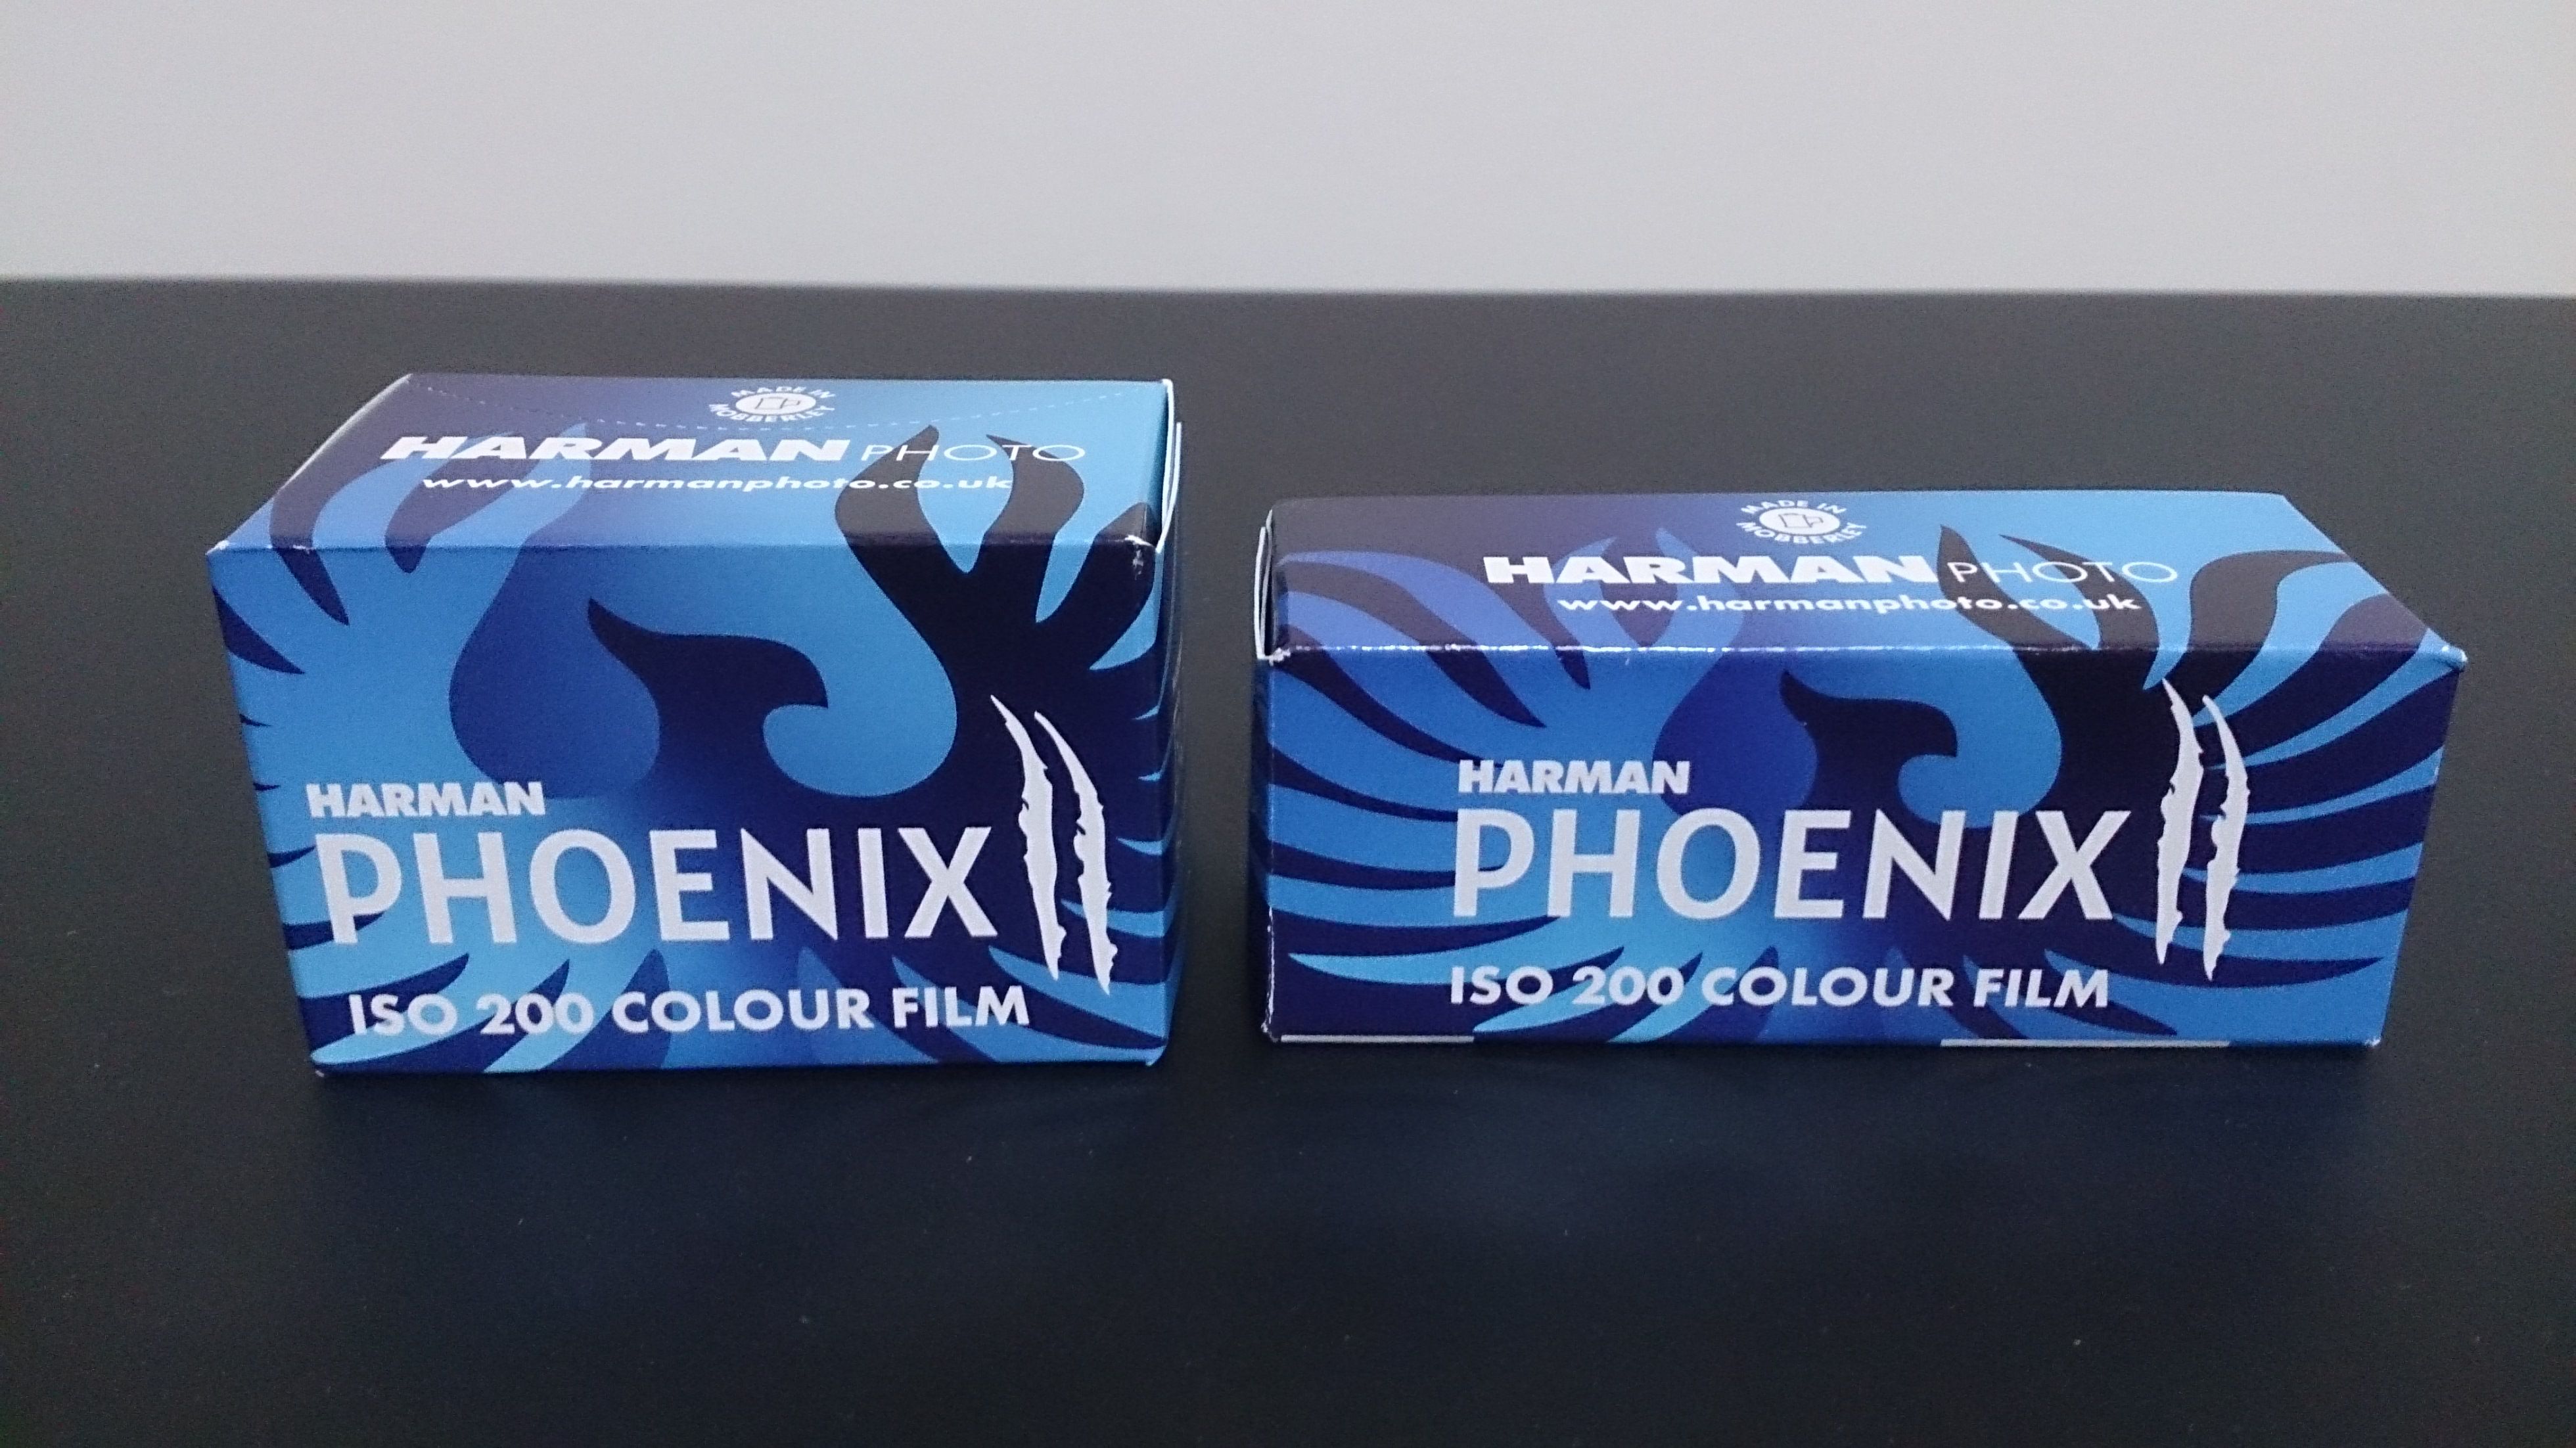 MADE IN
MOBBERLEY
HARMAN PHOTO
www.harmanphoto.co.uk
HARMAN
PHOENIX II
ISO 200 COLOUR FILM
MADE IN
MOBBERLEY
HARMAN PHOTO
www.harmanphoto.co.uk
HARMAN
PHOENIX II
ISO 200 COLOUR FILM